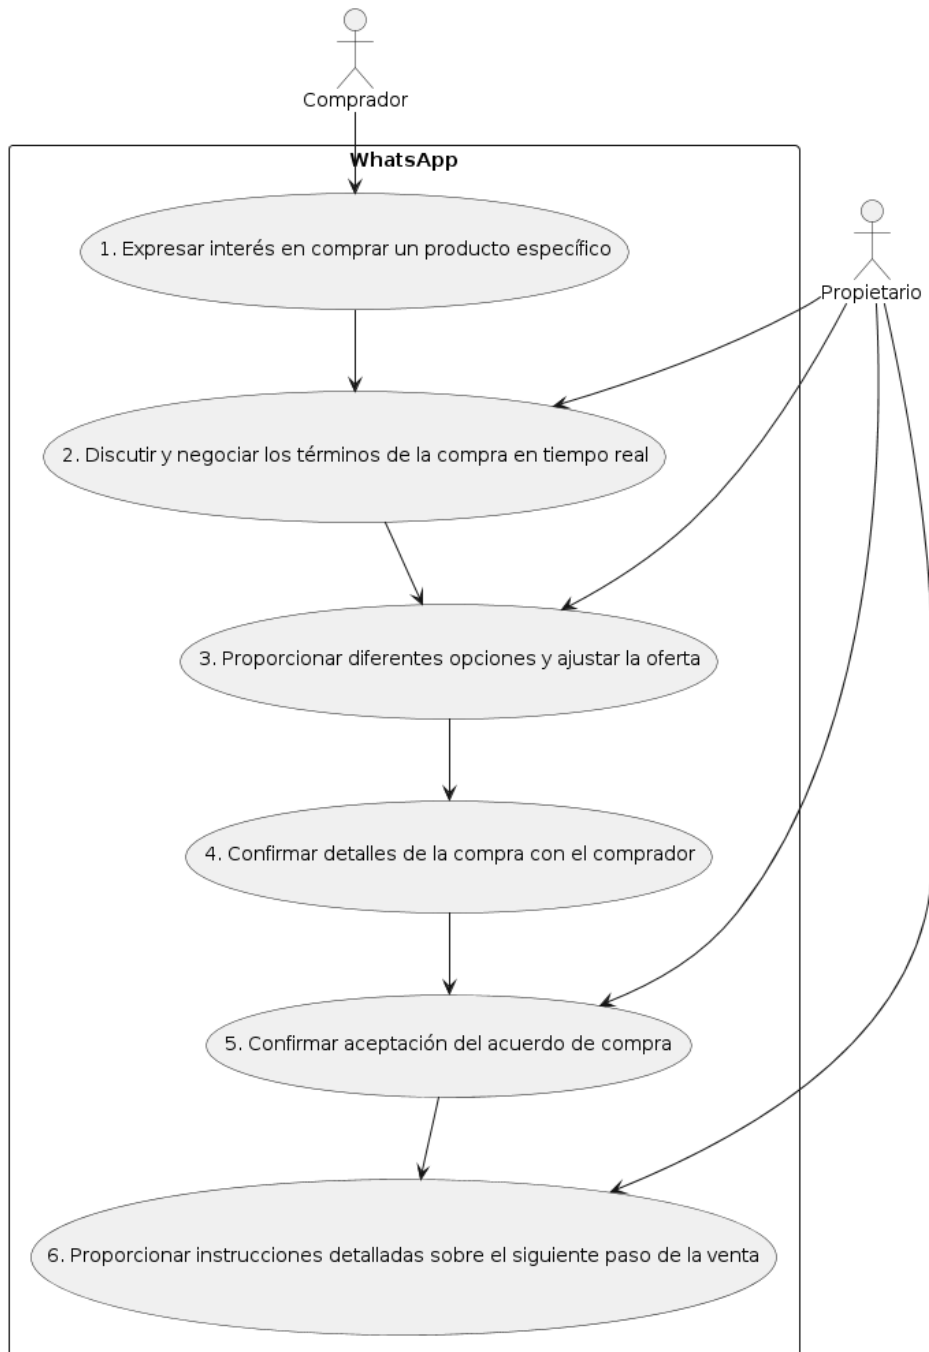 Comprador
WhatsApp
1. Expresar interés en comprar un producto específico
Propietario
2. Discutir y negociar los términos de la compra en tiempo real
3. Proporcionar diferentes opciones y ajustar la oferta
4. Confirmar detalles de la compra con el comprador
5. Confirmar aceptación del acuerdo de compra
6. Proporcionar instrucciones detalladas sobre el siguiente paso de la venta